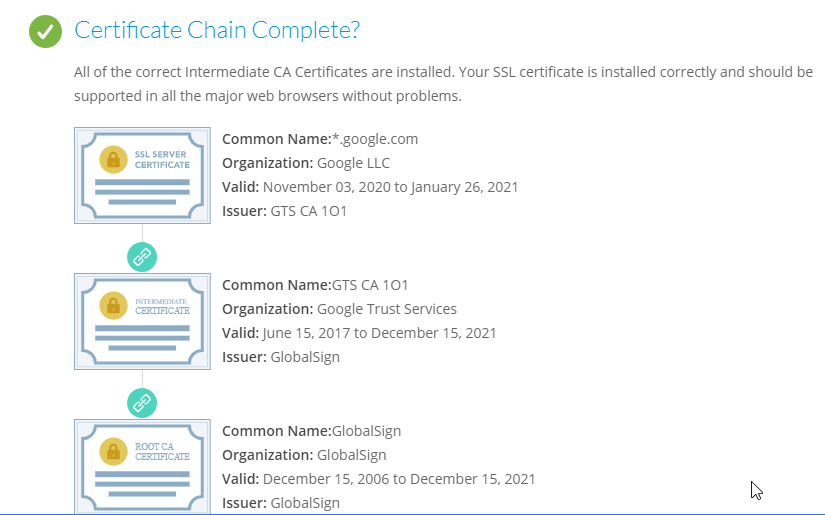 Certificate Chain Complete?
All of the correct Intermediate CA Certificates are installed. Your SSL certificate is installed correctly and should be
supported in all the major web browsers without problems.
SSL SERVER
CERTIFICATE
Common Name:*.google.com
Organization: Google LLC
Valid: November 03, 2020 to January 26, 2021
Issuer: GTS CA 1O1
INTERMEDIATE
CERTIFICATE
Common Name:GTS CA 1O1
Organization: Google Trust Services
Valid: June 15, 2017 to December 15, 2021
Issuer: GlobalSign
ROOT CA
CERTIFICATE
Common Name:GlobalSign
Organization: GlobalSign
Valid: December 15, 2006 to December 15, 2021
Issuer: GlobalSign